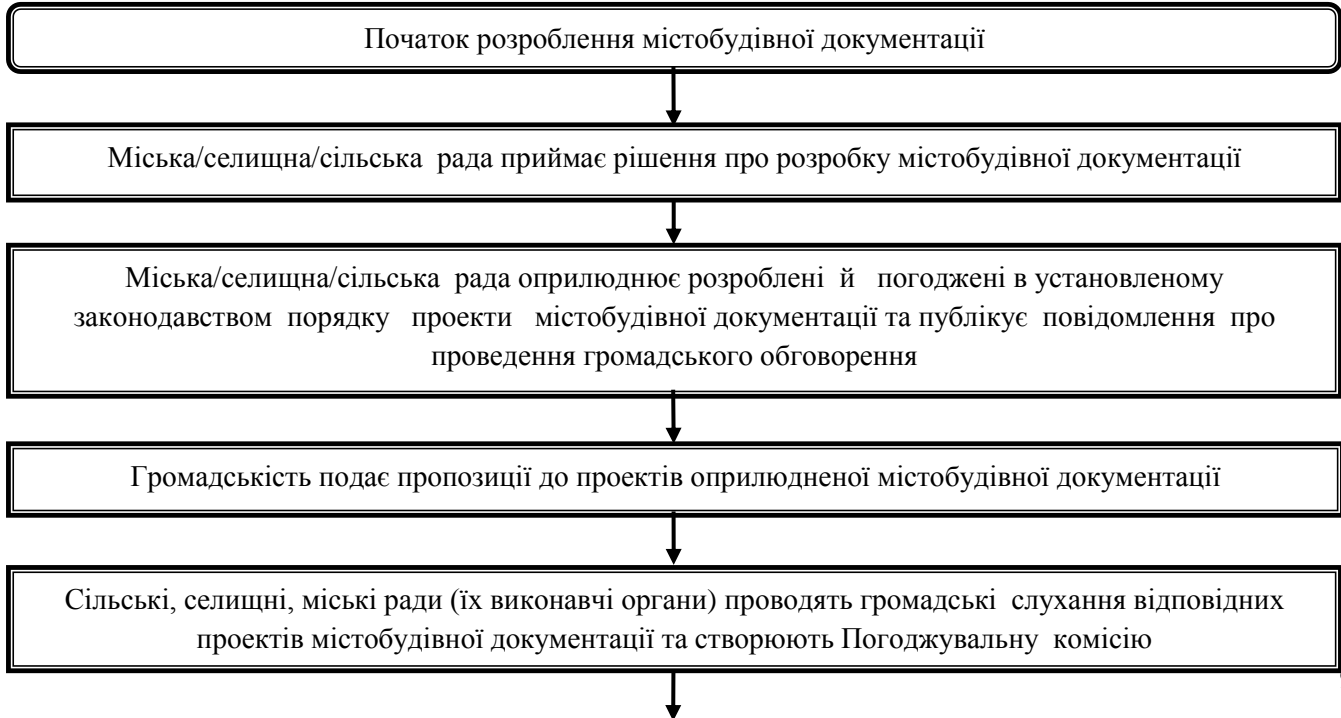 Початок розроблення містобудівної документації
Міська/селищна/сільська рада приймає рішення про розробку містобудівної документації
Міська/селищна/сільська рада оприлюднює розроблені й погоджені в установленому
законодавством порядку проекти містобудівної документації та публікує повідомлення про
проведення громадського обговорення
Громадськість подає пропозиції до проектів оприлюдненої містобудівної документації
Сільські, селищні, міські ради (їх виконавчі органи) проводять громадські слухання відповідних
проектів містобудівної документації та створюють Погоджувальну комісію